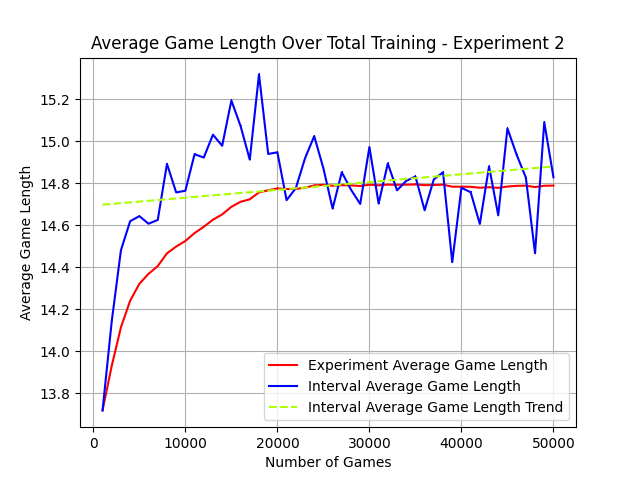 Average Game Length Over Total Training - Experiment 2
Average Game Length
15.2
15.0
14.8
14.6
14.4
14.2
14.0
13.8
Experiment Average Game Length
Interval Average Game Length
Interval Average Game Length Trend
0 10000 20000 30000 40000 50000
Number of Games